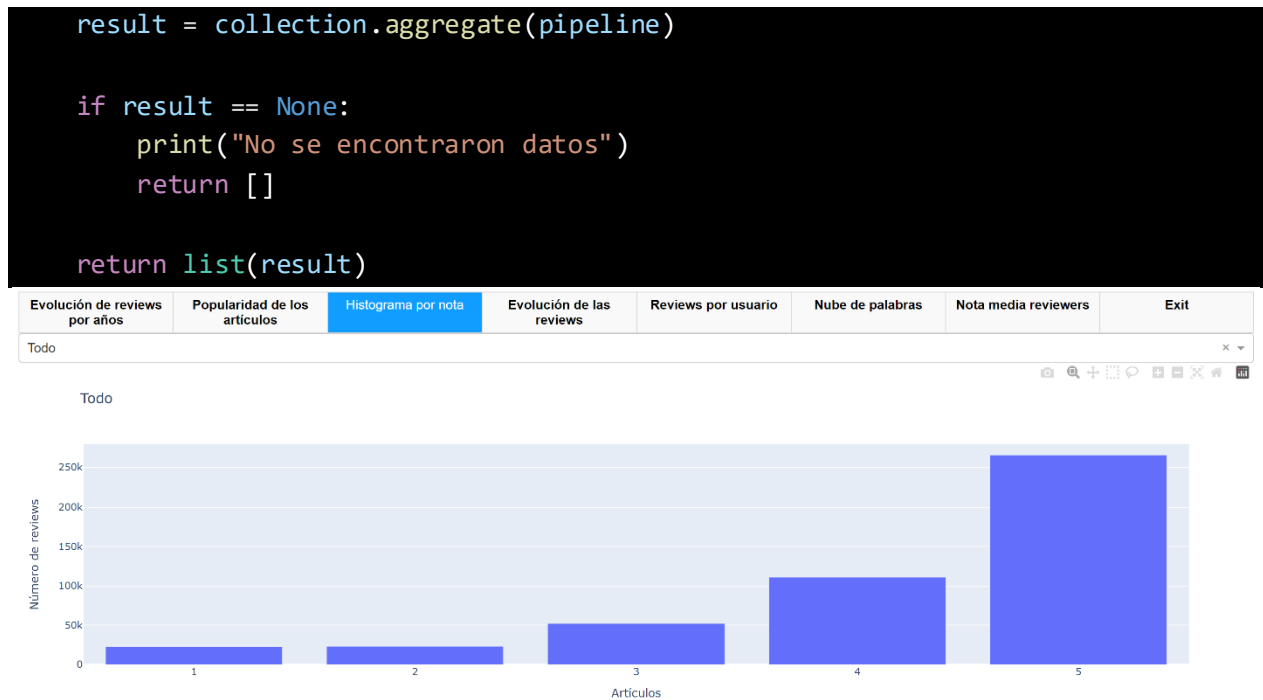 result = collection.aggregate(pipeline)
if result == None:
print("No se encontraron datos")
return []
return list(result)
Evolución de reviews
por años
Popularidad de los
artículos
Histograma por nota
Evolución de las
reviews
Reviews por usuario
Nube de palabras
Nota media reviewers
Exit
Todo
Todo
Número de reviews
250k
200k
150k
100k
50k
0
1 2 3 4 5
Artículos